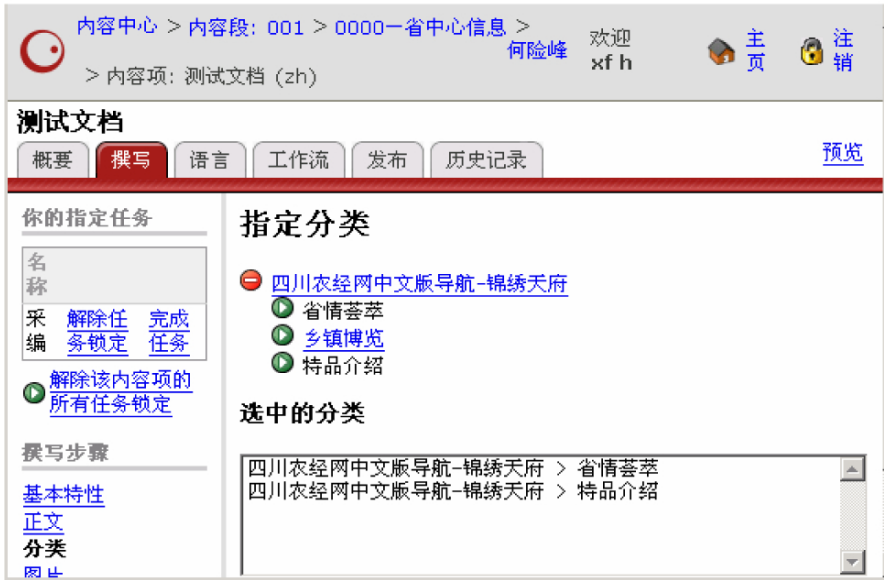 内容中心 > 内容段: 001 > 0000一省中心信息 >
> 内容项: 测试文档 (zh)
何险峰
欢迎
xf h
主
页
注
销
测试文档
概要 撰写 语言 工作流 发布 历史记录 预览
你的指定任务
名
称
采 解除任 完成
编 务锁定 任务
解除该内容项的
所有任务锁定
撰写步骤
基本特性
正文
分类
图片
指定分类
四川农经网中文版导航-锦绣天府
省情荟萃
乡镇博览
特品介绍
选中的分类
四川农经网中文版导航-锦绣天府 > 省情荟萃
四川农经网中文版导航-锦绣天府 > 特品介绍